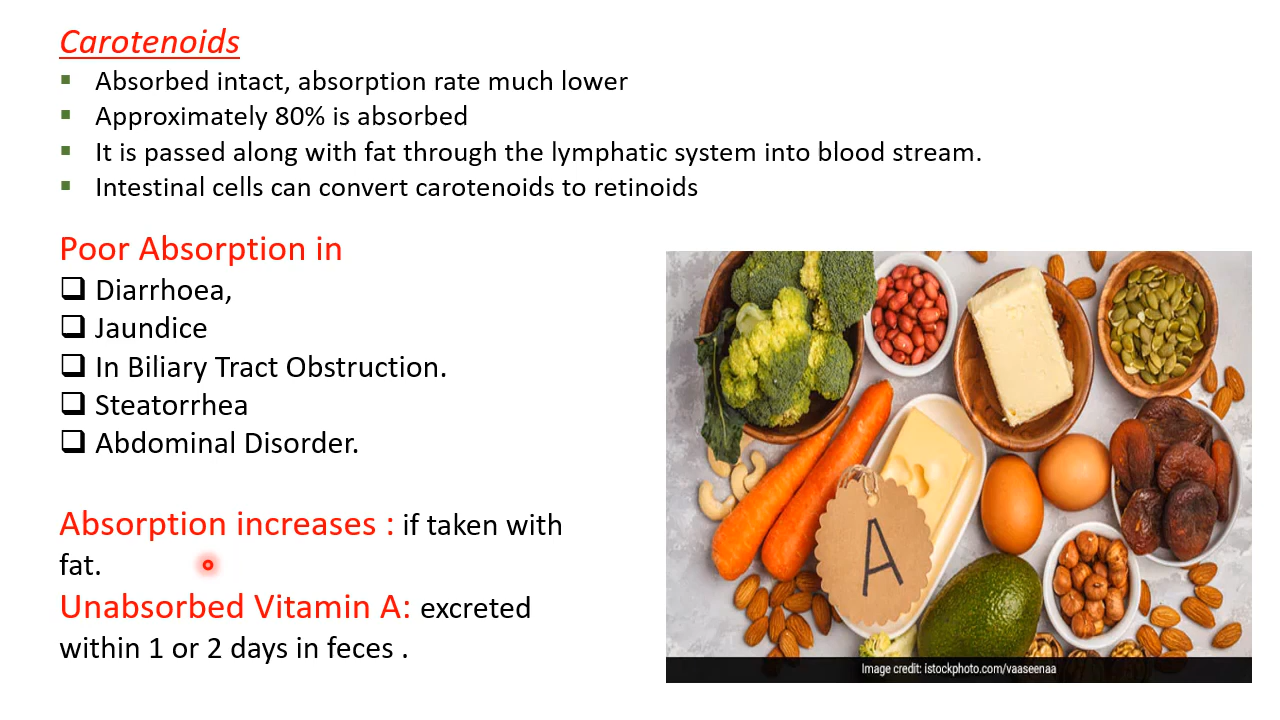 Carotenoids
Absorbed intact, absorption rate much lower
Approximately 80% is absorbed
It is passed along with fat through the lymphatic system into blood stream.
Intestinal cells can convert carotenoids to retinoids
Poor Absorption in
Diarrhoea,
Jaundice
In Biliary Tract Obstruction.
Steatorrhea
Abdominal Disorder.
Absorption increases : if taken with
fat.
Unabsorbed Vitamin A: excreted
within 1 or 2 days in feces .
A
Image credit: istockphoto.com/vaaseenaa